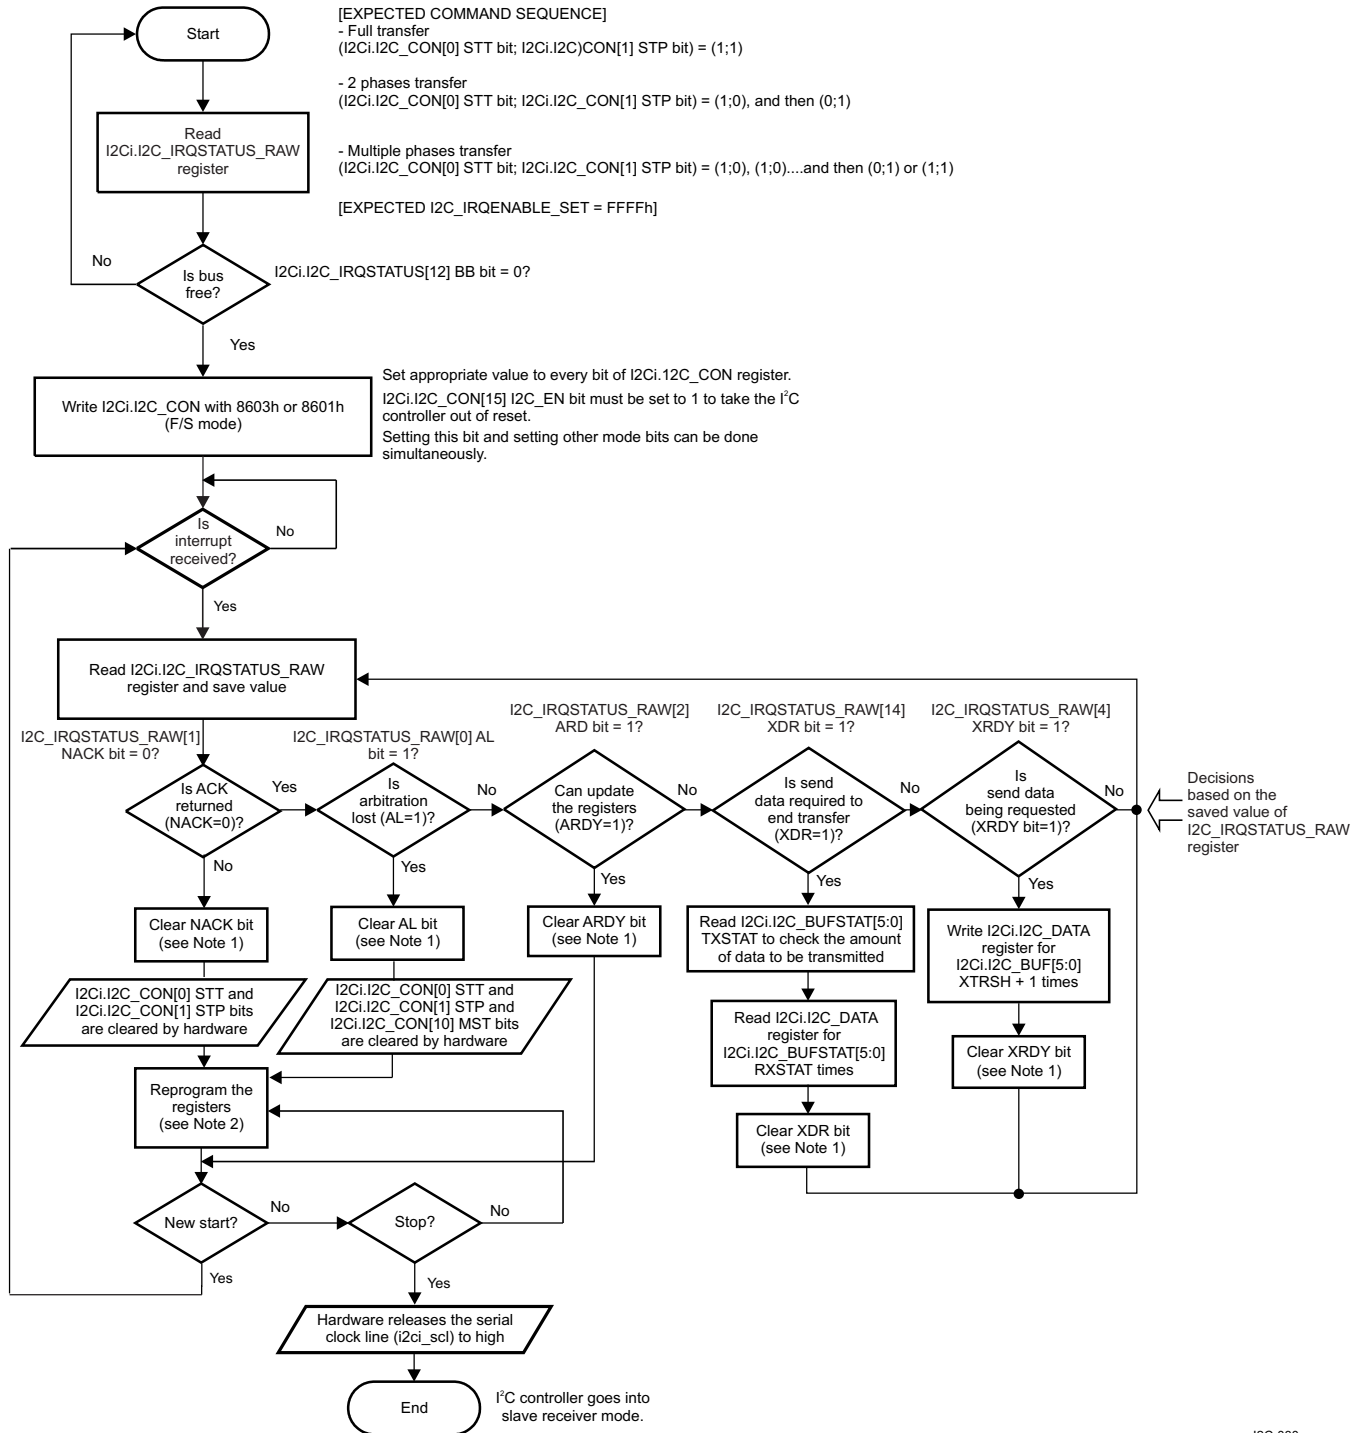 Start
[EXPECTED COMMAND SEQUENCE]
- Full transfer
(I2Ci.I2C_CON[0] STT bit; I2Ci.I2C)CON[1] STP bit) = (1;1)
- 2 phases transfer
(I2Ci.I2C_CON[0] STT bit; I2Ci.I2C_CON[1] STP bit) = (1;0), and then (0;1)
- Multiple phases transfer
(I2Ci.I2C_CON[0] STT bit; I2Ci.I2C_CON[1] STP bit) = (1;0), (1;0)....and then (0;1) or (1;1)
[EXPECTED I2C_IRQENABLE_SET = FFFFh]
Read
I2Ci.I2C_IRQSTATUS_RAW
register
No
Is bus
free?
I2Ci.I2C_IRQSTATUS[12] BB bit = 0?
Yes
Write I2Ci.I2C_CON with 8603h or 8601h
(F/S mode)
Set appropriate value to every bit of I2Ci.12C_CON register.
I2Ci.I2C_CON[15] I2C_EN bit must be set to 1 to take the I²C
controller out of reset.
Setting this bit and setting other mode bits can be done
simultaneously.
Is
interrupt
received?
No
Yes
Read I2Ci.I2C_IRQSTATUS_RAW
register and save value
I2C_IRQSTATUS_RAW[1]
NACK bit = 0?
I2C_IRQSTATUS_RAW[0] AL
bit = 1?
I2C_IRQSTATUS_RAW[2]
ARD bit = 1?
I2C_IRQSTATUS_RAW[14]
XDR bit = 1?
I2C_IRQSTATUS_RAW[4]
XRDY bit = 1?
Is ACK
returned
(NACK=0)?
Yes
Is
arbitration
lost (AL=1)?
No
Can update
the registers
(ARDY=1)?
No
Is send
data required to
end transfer
(XDR=1)?
No
Is
send data
being requested
(XRDY bit=1)?
No
Decisions
based on the
saved value of
I2C_IRQSTATUS_RAW
register
No
Yes
Yes
Yes
Yes
Clear NACK bit
(see Note 1)
Clear AL bit
(see Note 1)
Clear ARDY bit
(see Note 1)
Read I2Ci.I2C_BUFSTAT[5:0]
TXSTAT to check the amount
of data to be transmitted
Write I2Ci.I2C_DATA
register for
I2Ci.I2C_BUF[5:0]
XTRSH + 1 times
I2Ci.I2C_CON[0] STT and
I2Ci.I2C_CON[1] STP bits
are cleared by hardware
I2Ci.I2C_CON[0] STT and
I2Ci.I2C_CON[1] STP and
I2Ci.I2C_CON[10] MST bits
are cleared by hardware
Read I2Ci.I2C_DATA
register for
I2Ci.I2C_BUFSTAT[5:0]
RXSTAT times
Clear XRDY bit
(see Note 1)
Reprogram the
registers
(see Note 2)
Clear XDR bit
(see Note 1)
New start?
No
Stop?
No
Yes
Yes
Hardware releases the serial
clock line (i2ci_scl) to high
End
I²C controller goes into
slave receiver mode.